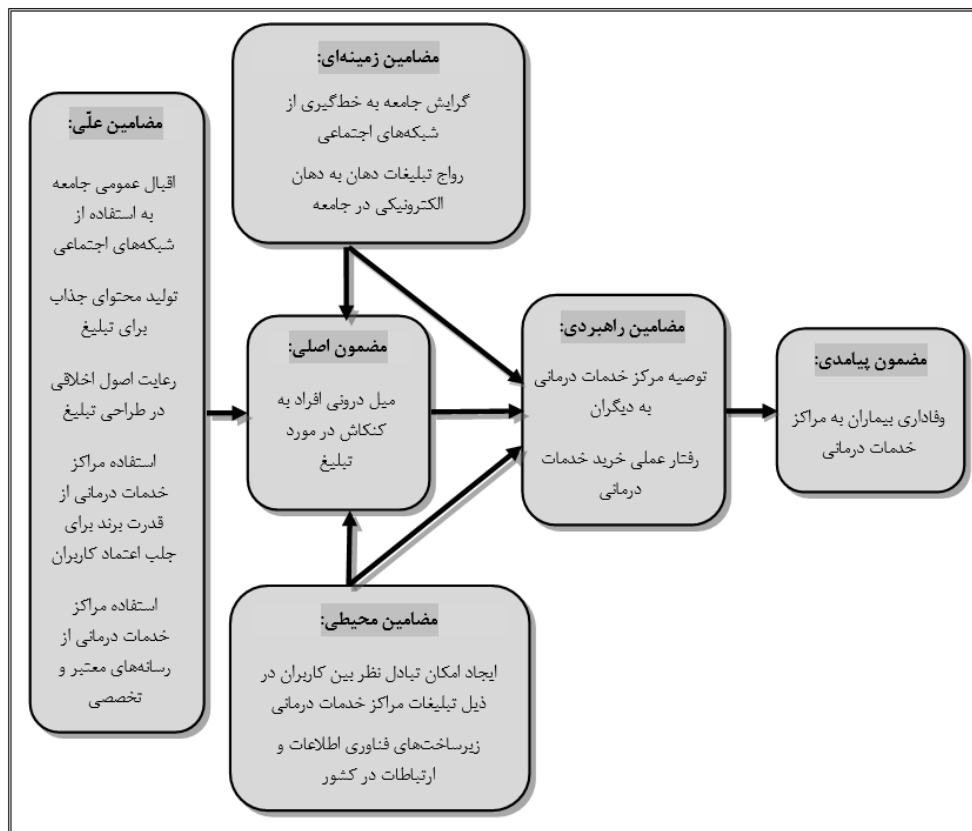 مضامین علّی:
اقبال عمومی جامعه
به استفاده از
شبکه‌های اجتماعی
تولید محتوای جذاب
برای تبلیغ
رعایت اصول اخلاقی
در طراحی تبلیغ
استفاده مراکز
خدمات درمانی از
قدرت برند برای
جلب اعتماد کاربران
استفاده مراکز
خدمات درمانی از
رسانه‌های معتبر و
تخصصی
مضامین زمینه‌ای:
گرایش جامعه به خط‌گیری از
شبکه‌های اجتماعی
رواج تبلیغات دهان به دهان
الکترونیکی در جامعه
مضمون اصلی:
میل درونی افراد به
کنکاش در مورد
تبلیغ
مضامین محیطی:
ایجاد امکان تبادل نظر بین کاربران در
ذیل تبلیغات مراکز خدمات درمانی
زیرساخت‌های فناوری اطلاعات و
ارتباطات در کشور
مضامین راهبردی:
توصیه مرکز خدمات درمانی
به دیگران
رفتار عملی خرید خدمات
درمانی
مضمون پیامدی:
وفاداری بیماران به مراکز
خدمات درمانی